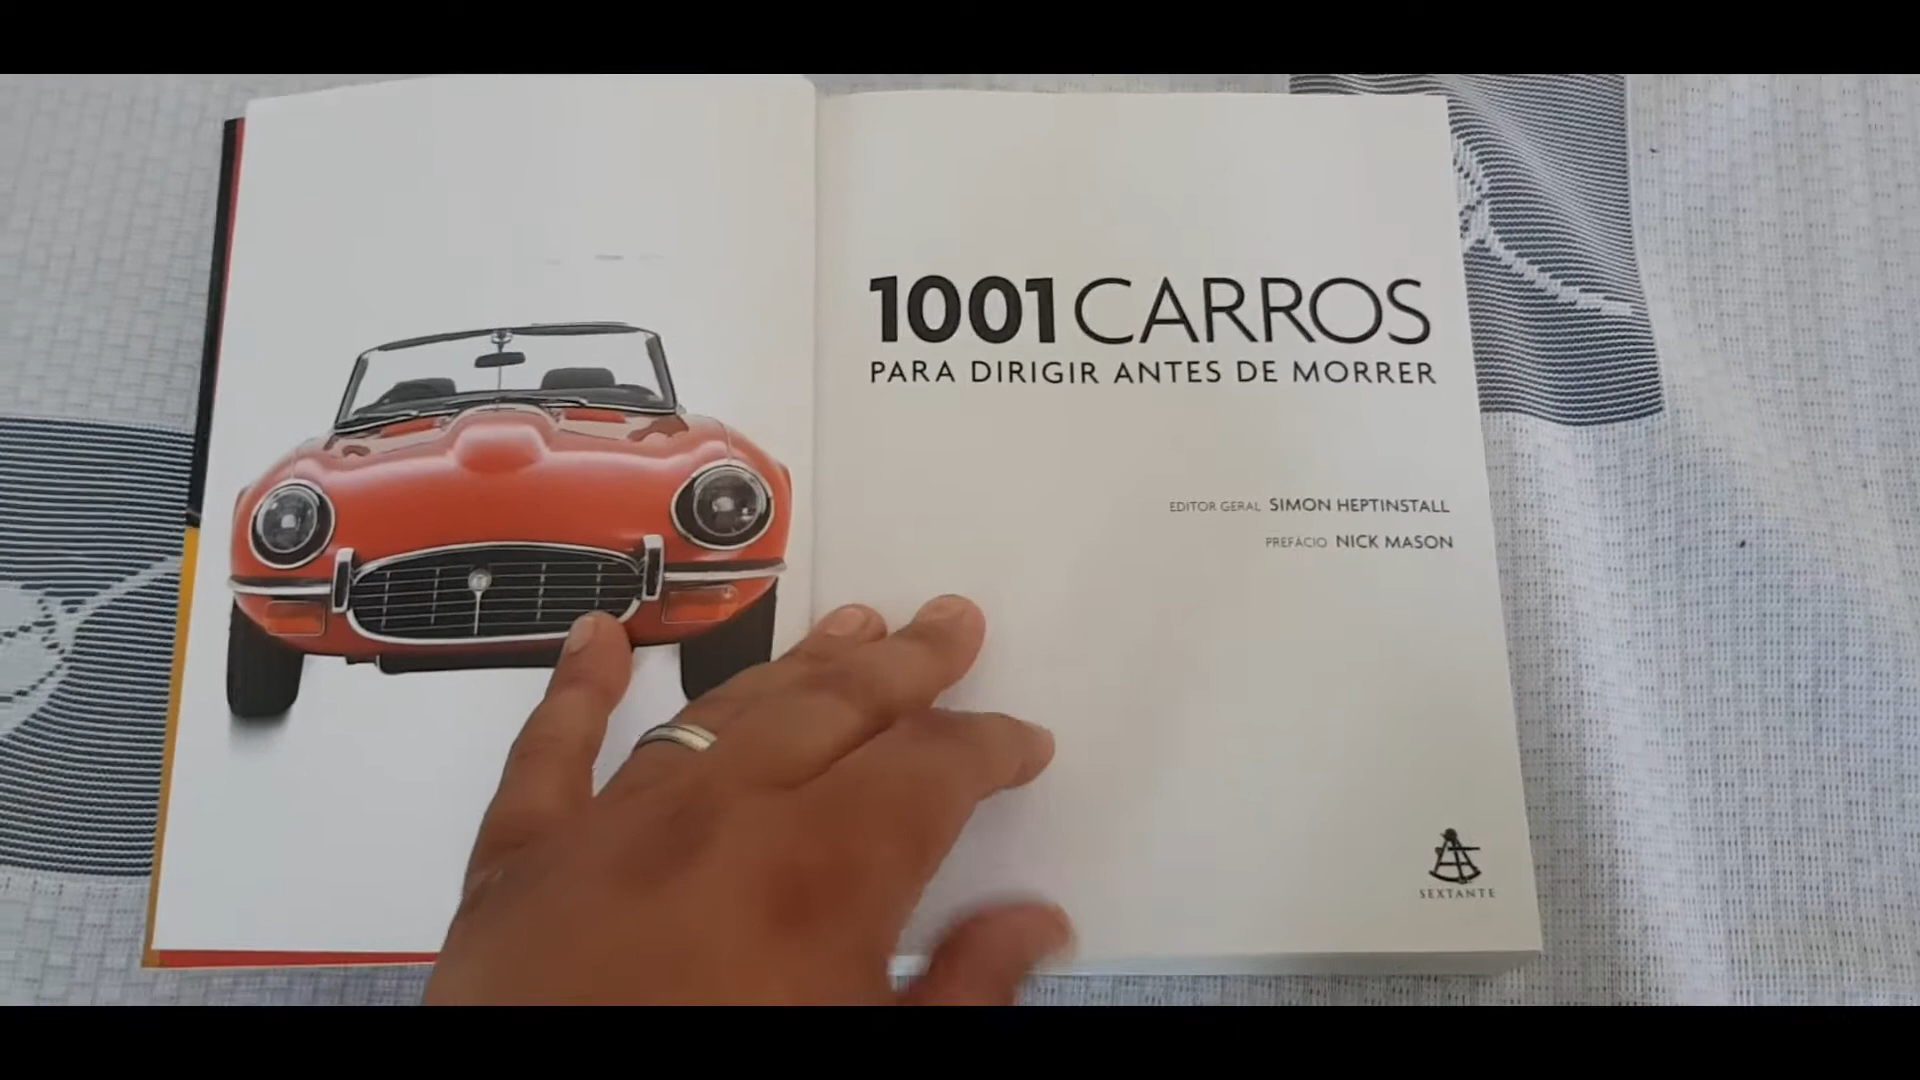 1001 CARROS
PARA DIRIGIR ANTES DE MORRER
EDITOR GERAL SIMON HEPTINSTALL
PREFÁCIO NICK MASON
SEXTANTE